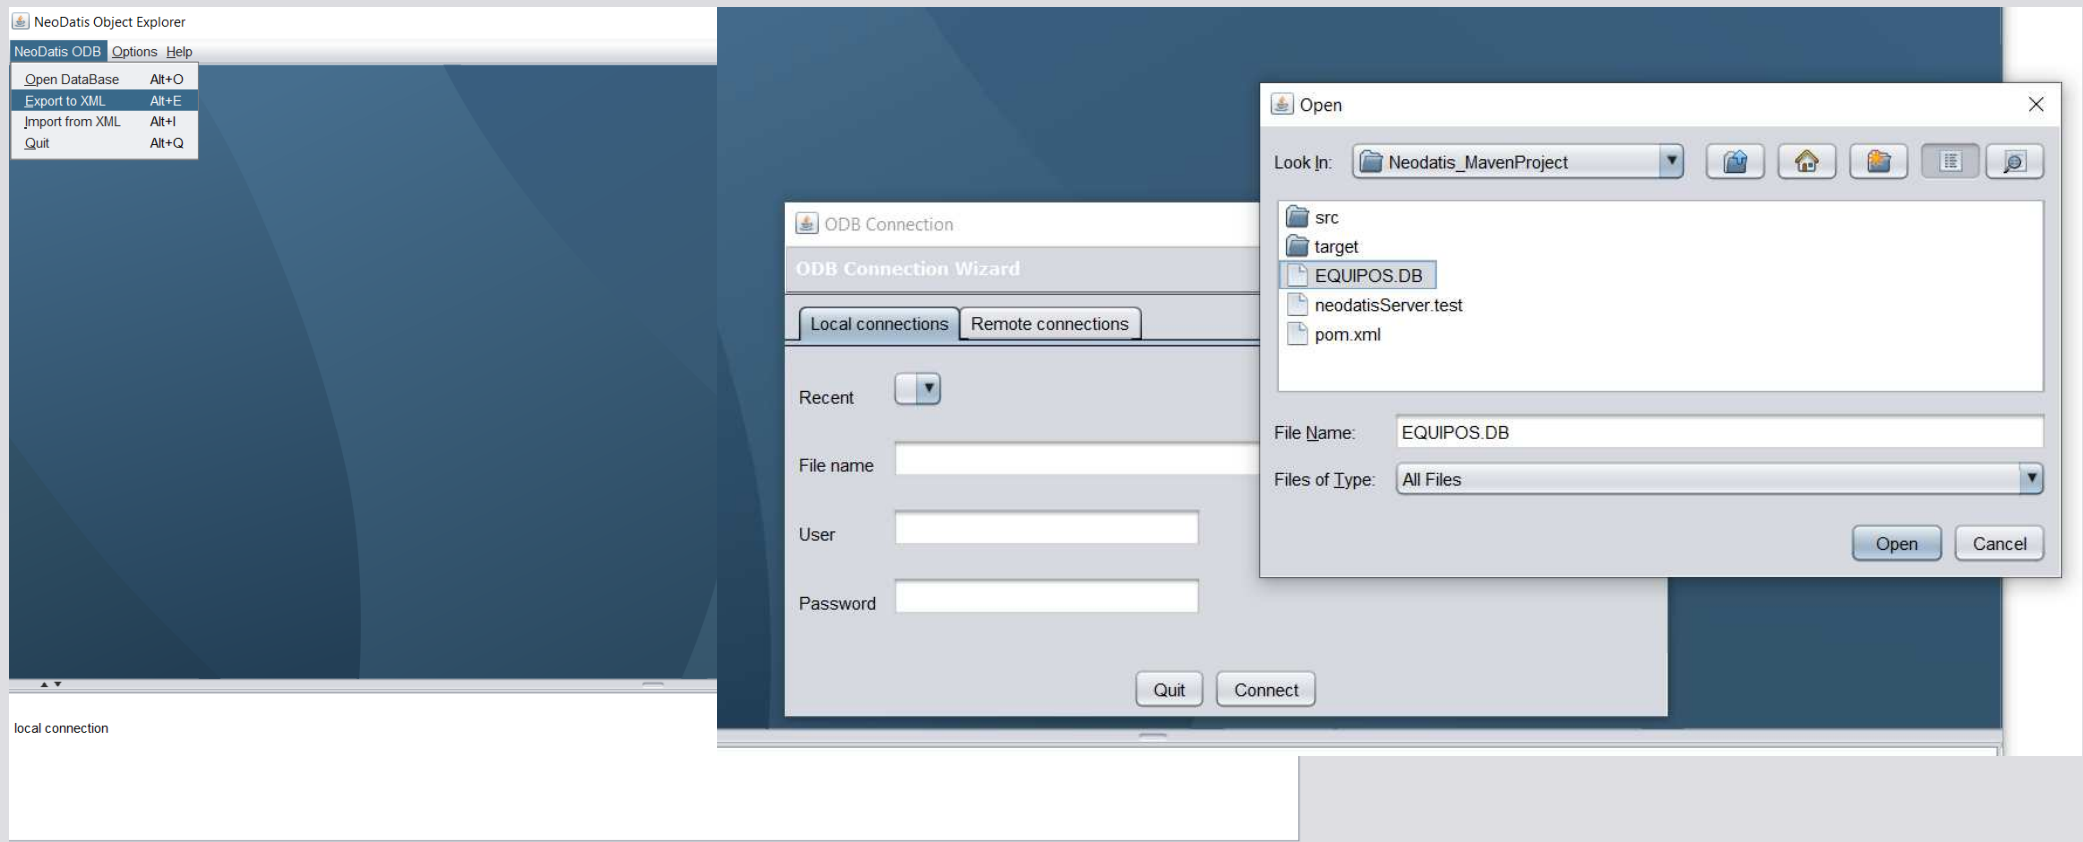 NeoDatis Object Explorer
NeoDatis ODB Options Help
Open DataBase Alt+O
Export to XML Alt+E
Import from XML Alt+I
Quit Alt+Q
local connection
ODB Connection
ODB Connection Wizard
Local connections Remote connections
Recent
File name
User
Password
Quit Connect
Open
Look In: Neodatis_MavenProject
src
target
EQUIPOS.DB
neodatisServer.test
pom.xml
File Name: EQUIPOS.DB
Files of Type: All Files
Open Cancel